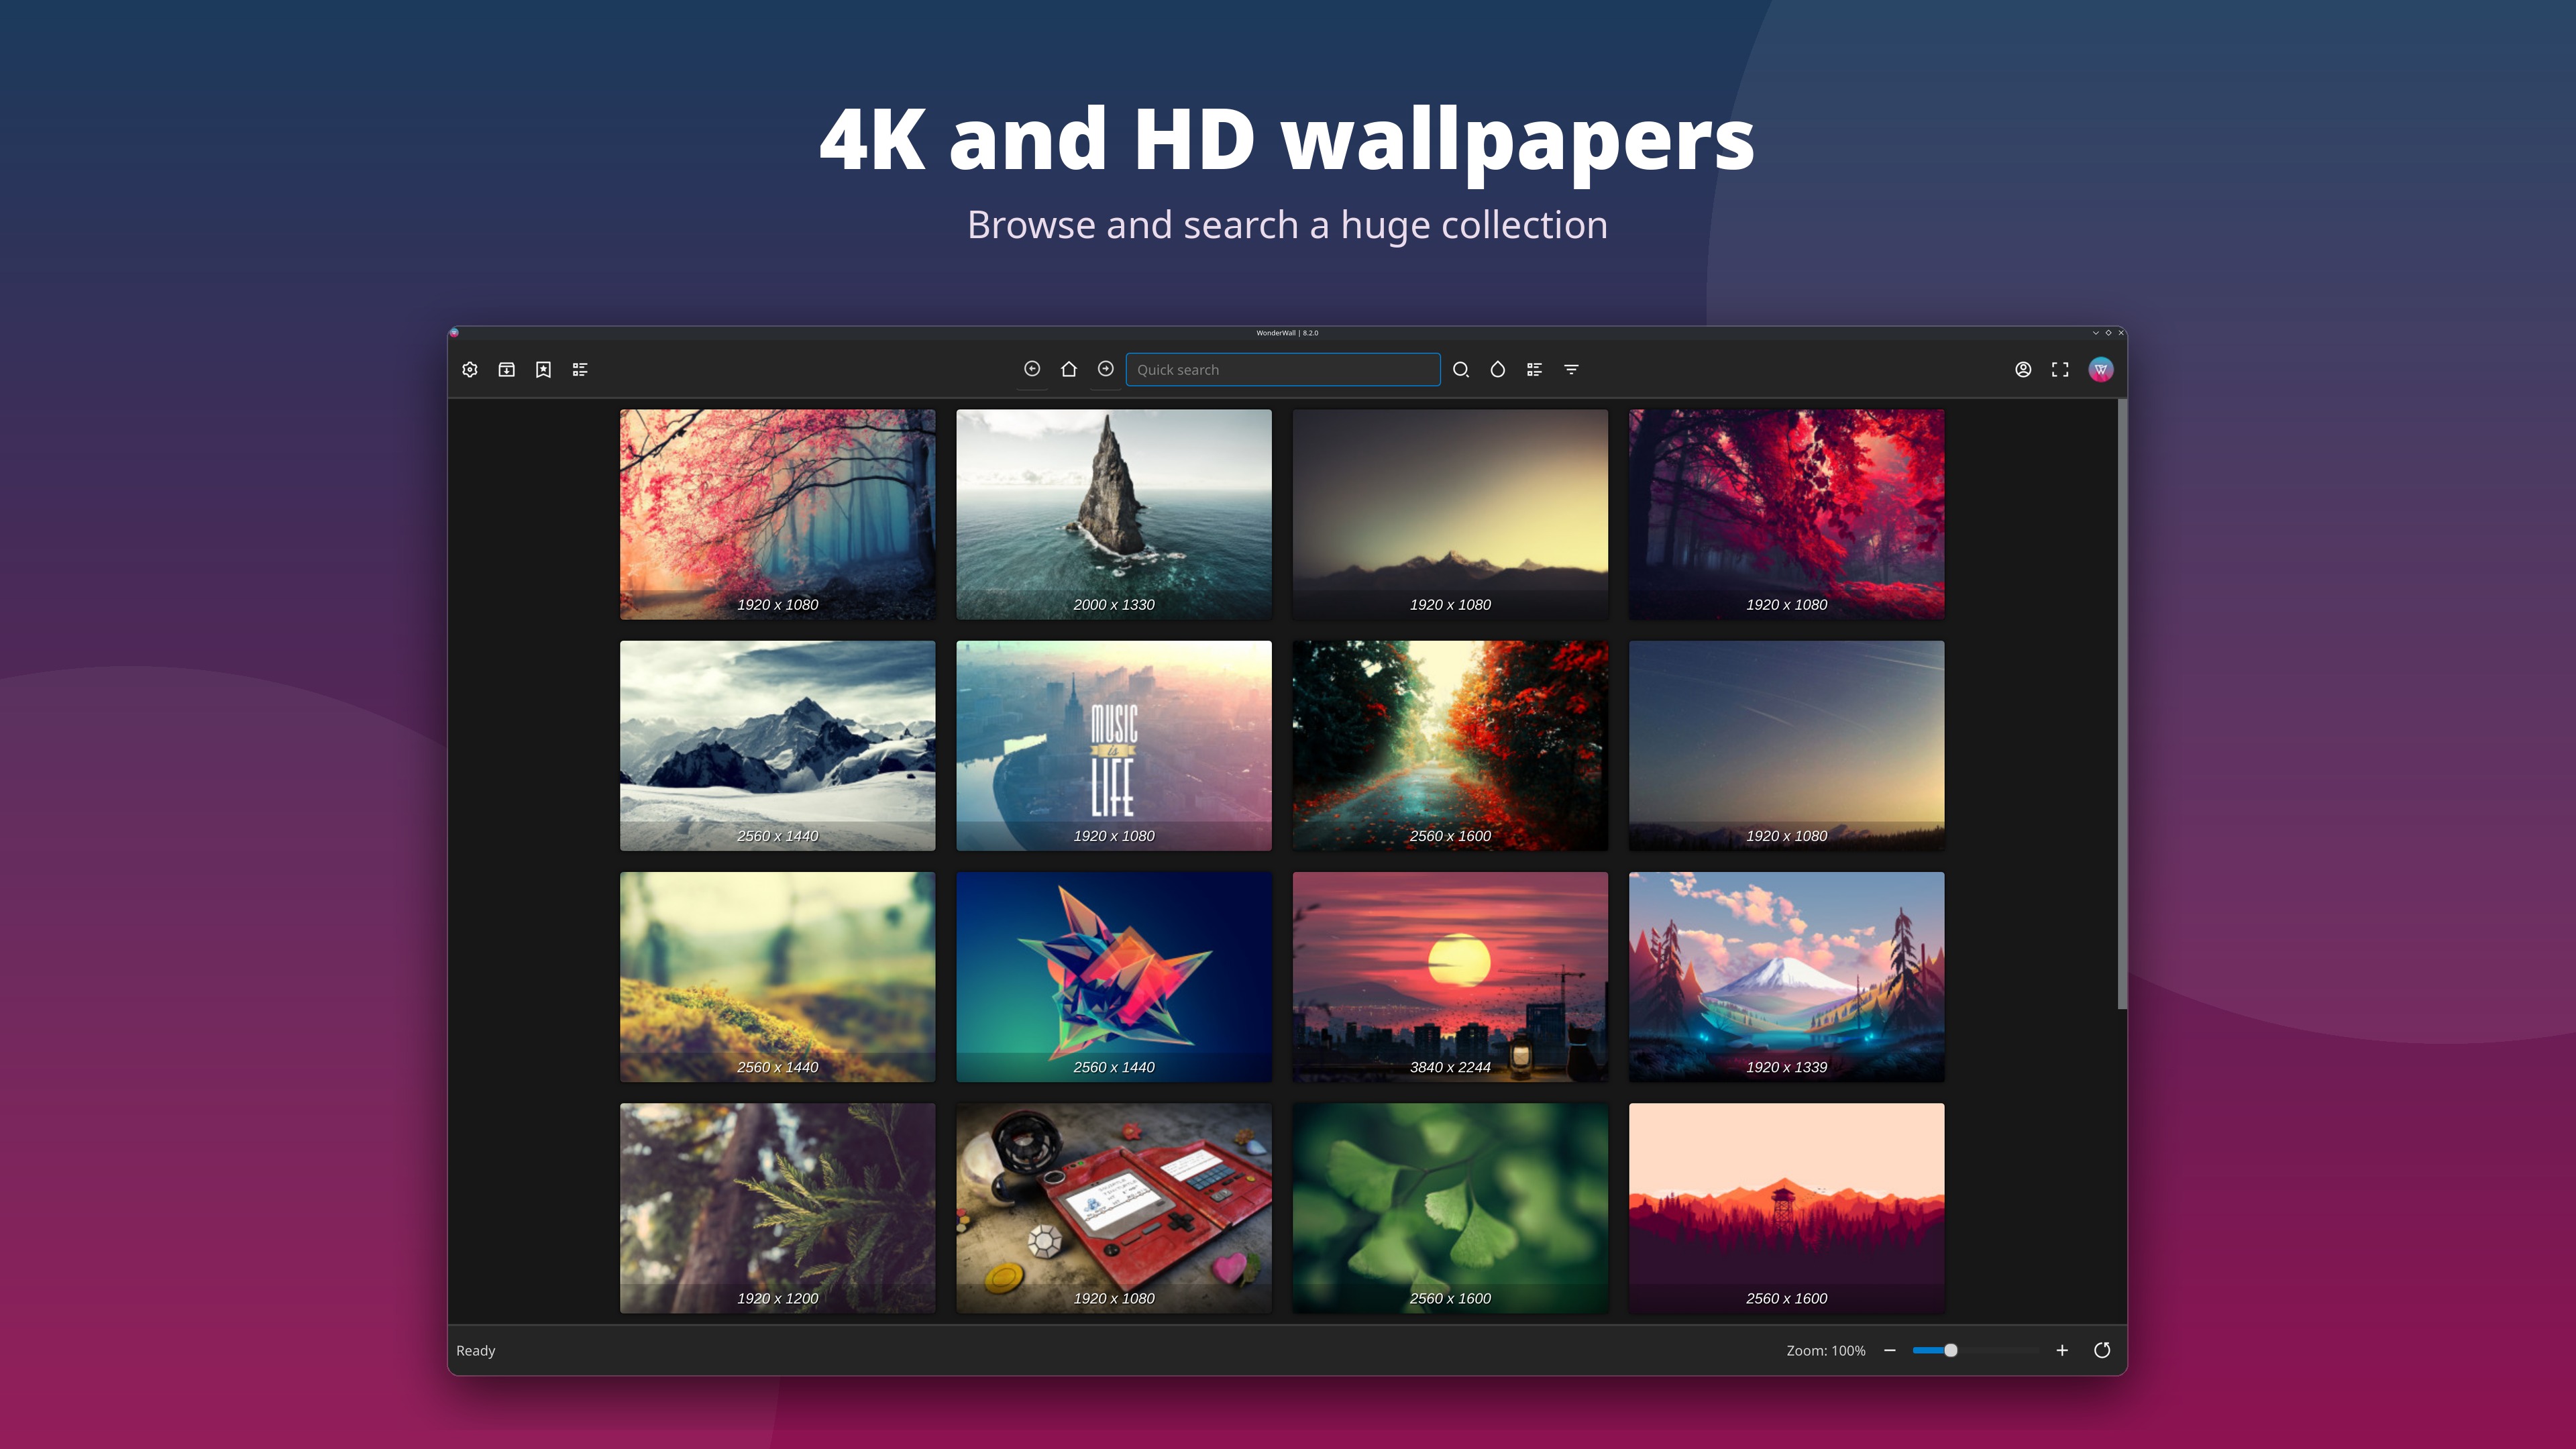 4K and HD wallpapers
Browse and search a huge collection
WonderWall | 8.2.0
Quick search
1920 x 1080
2000 x 1330
1920 x 1080
1920 x 1080
MUSIC
is
LIFE
2560 x 1440
1920 x 1080
2560 x 1600
1920 x 1080
2560 x 1440
2560 x 1440
3840 x 2244
1920 x 1339
1920 x 1200
1920 x 1080
2560 x 1600
2560 x 1600
Ready
Zoom: 100%